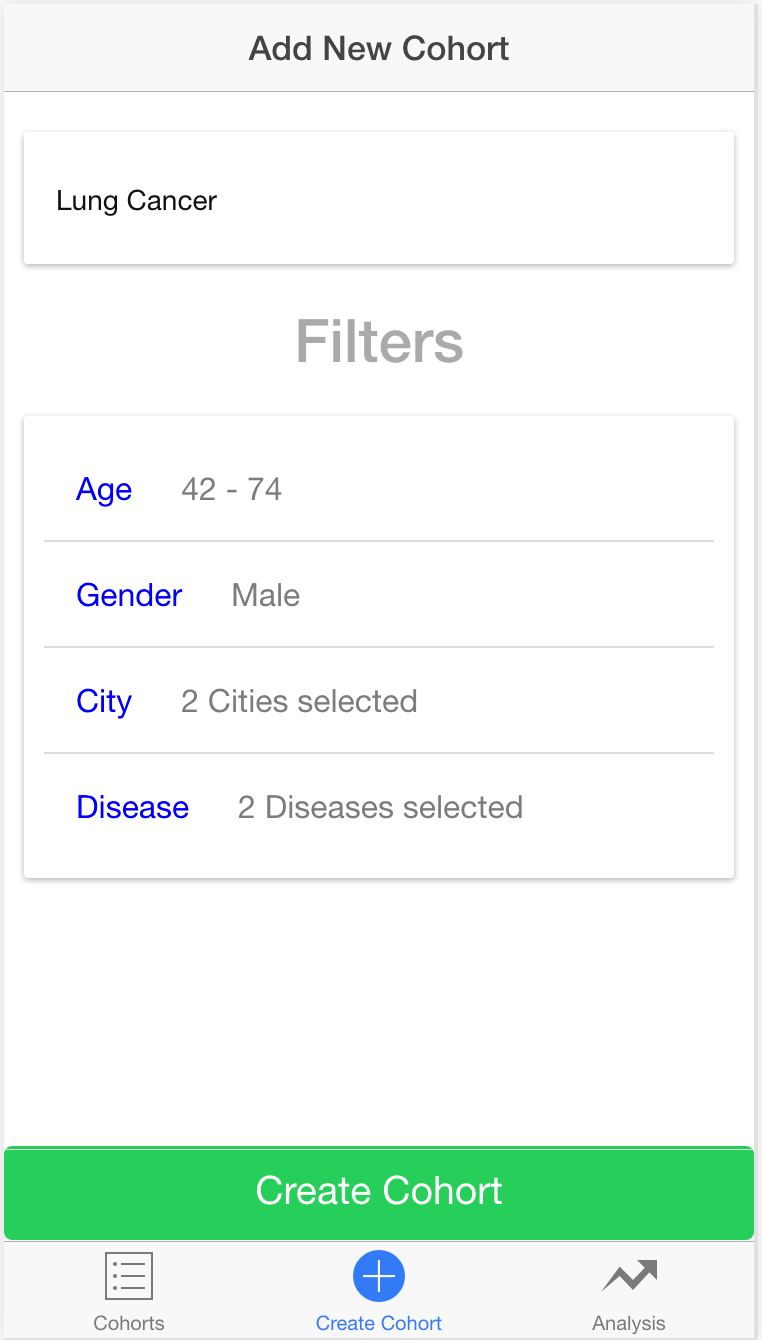 Add New Cohort
Lung Cancer
Filters
Age 42 - 74
Gender Male
City 2 Cities selected
Disease 2 Diseases selected
Create Cohort
Cohorts Create Cohort Analysis